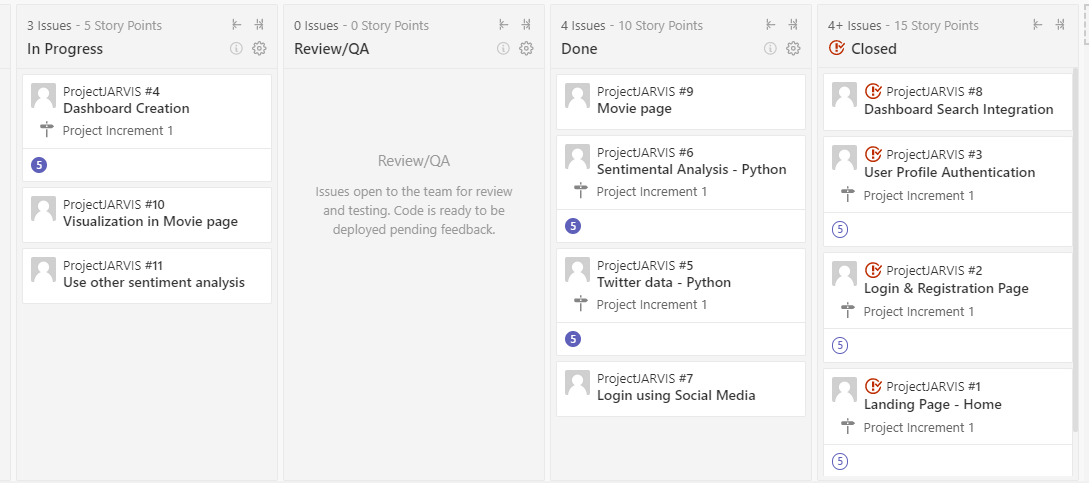 3 Issues - 5 Story Points
In Progress
ProjectJARVIS #4
Dashboard Creation
Project Increment 1
5
ProjectJARVIS #10
Visualization in Movie page
ProjectJARVIS #11
Use other sentiment analysis
0 Issues - 0 Story Points
Review/QA
Review/QA
Issues open to the team for review
and testing. Code is ready to be
deployed pending feedback.
4 Issues - 10 Story Points
Done
ProjectJARVIS #9
Movie page
ProjectJARVIS #6
Sentimental Analysis - Python
Project Increment 1
5
ProjectJARVIS #5
Twitter data - Python
Project Increment 1
5
ProjectJARVIS #7
Login using Social Media
4+ Issues - 15 Story Points
Closed
ProjectJARVIS #8
Dashboard Search Integration
ProjectJARVIS #3
User Profile Authentication
Project Increment 1
5
ProjectJARVIS #2
Login & Registration Page
Project Increment 1
5
ProjectJARVIS #1
Landing Page - Home
Project Increment 1
5